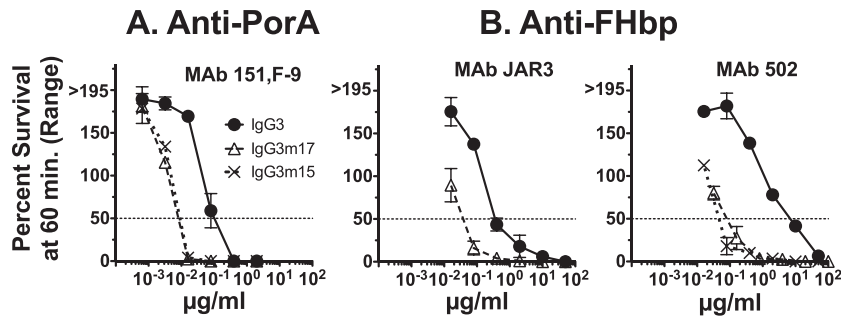 A. Anti-PorA
B. Anti-FHbp
MAb 151,F-9
MAb JAR3
MAb 502
Percent Survival
at 60 min. (Range)
>195
150
100
50
0
IgG3
IgG3m17
IgG3m15
10-3 10-2 10-1 100 101 102
µg/ml
>195
150
100
50
0
10-3 10-2 10-1 100 101 102
µg/ml
>195
150
100
50
0
10-3 10-2 10-1 100 101 102
µg/ml